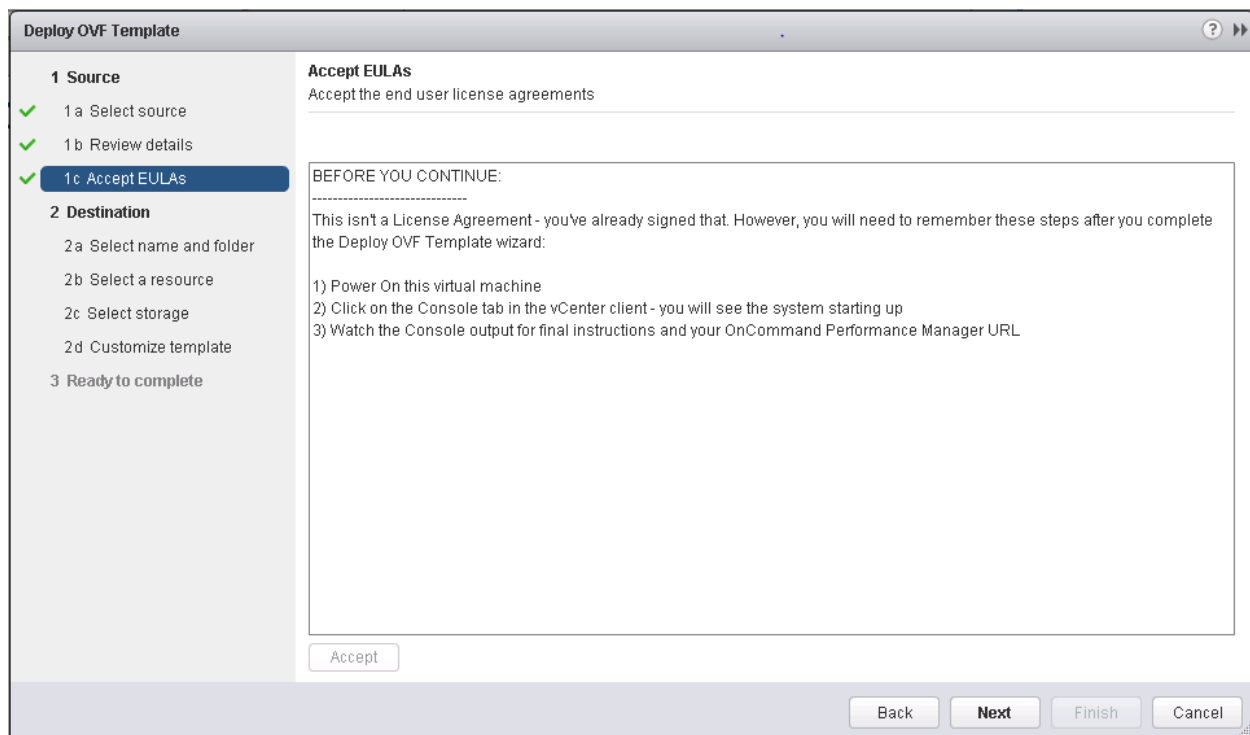 Deploy OVF Template
?
1 Source
1a Select source
1b Review details
1c Accept EULAs
2 Destination
2a Select name and folder
2b Select a resource
2c Select storage
2d Customize template
3 Ready to complete
Accept EULAs
Accept the end user license agreements
BEFORE YOU CONTINUE:
------------------------------
This isn't a License Agreement - you've already signed that. However, you will need to remember these steps after you complete
the Deploy OVF Template wizard:
1) Power On this virtual machine
2) Click on the Console tab in the vCenter client - you will see the system starting up
3) Watch the Console output for final instructions and your OnCommand Performance Manager URL
Accept
Back
Next
Finish
Cancel